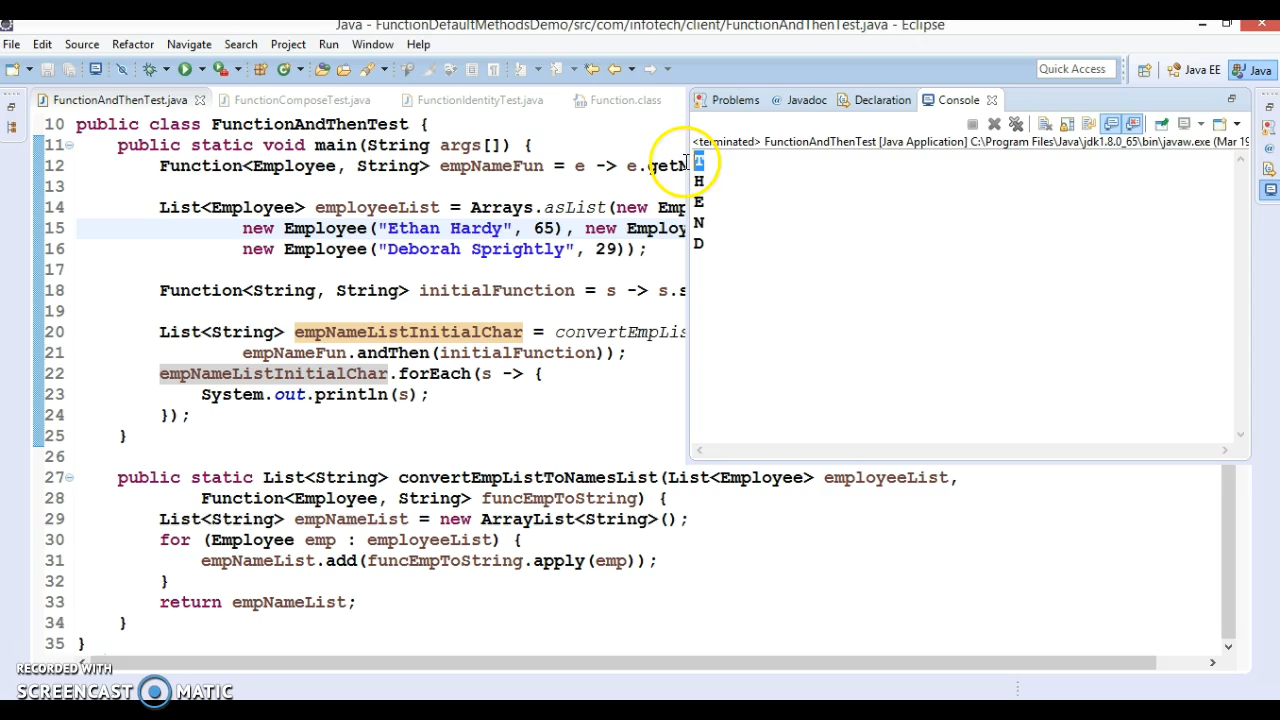 Java - FunctionDefaultMethodsDemo/src/com/infotech/client/FunctionAndThenTest.java - Eclipse
File Edit Source Refactor Navigate Search Project Run Window Help
Quick Access Java EE Java
FunctionAndThenTest.java FunctionComposeTest.java FunctionIdentityTest.java Function.class
Problems Javadoc Declaration Console
<terminated> FunctionAndThenTest [Java Application] C:\Program Files\Java\jdk1.8.0_65\bin\javaw.exe (Mar 19
T
H
E
N
D
10 public class FunctionAndThenTest {
11 public static void main(String args[]) {
12 Function<Employee, String> empNameFun = e -> e.getN
13
14 List<Employee> employeeList = Arrays.asList(new Emp
15 new Employee("Ethan Hardy", 65), new Employ
16 new Employee("Deborah Sprightly", 29));
17
18 Function<String, String> initialFunction = s -> s.s
19
20 List<String> empNameListInitialChar = convertEmpLis
21 empNameFun.andThen(initialFunction));
22 empNameListInitialChar.forEach(s -> {
23 System.out.println(s);
24 });
25 }
26
27 public static List<String> convertEmpListToNamesList(List<Employee> employeeList,
28 Function<Employee, String> funcEmpToString) {
29 List<String> empNameList = new ArrayList<String>();
30 for (Employee emp : employeeList) {
31 empNameList.add(funcEmpToString.apply(emp));
32 }
33 return empNameList;
34 }
35 }
RECORDED WITH
SCREENCAST MATIC